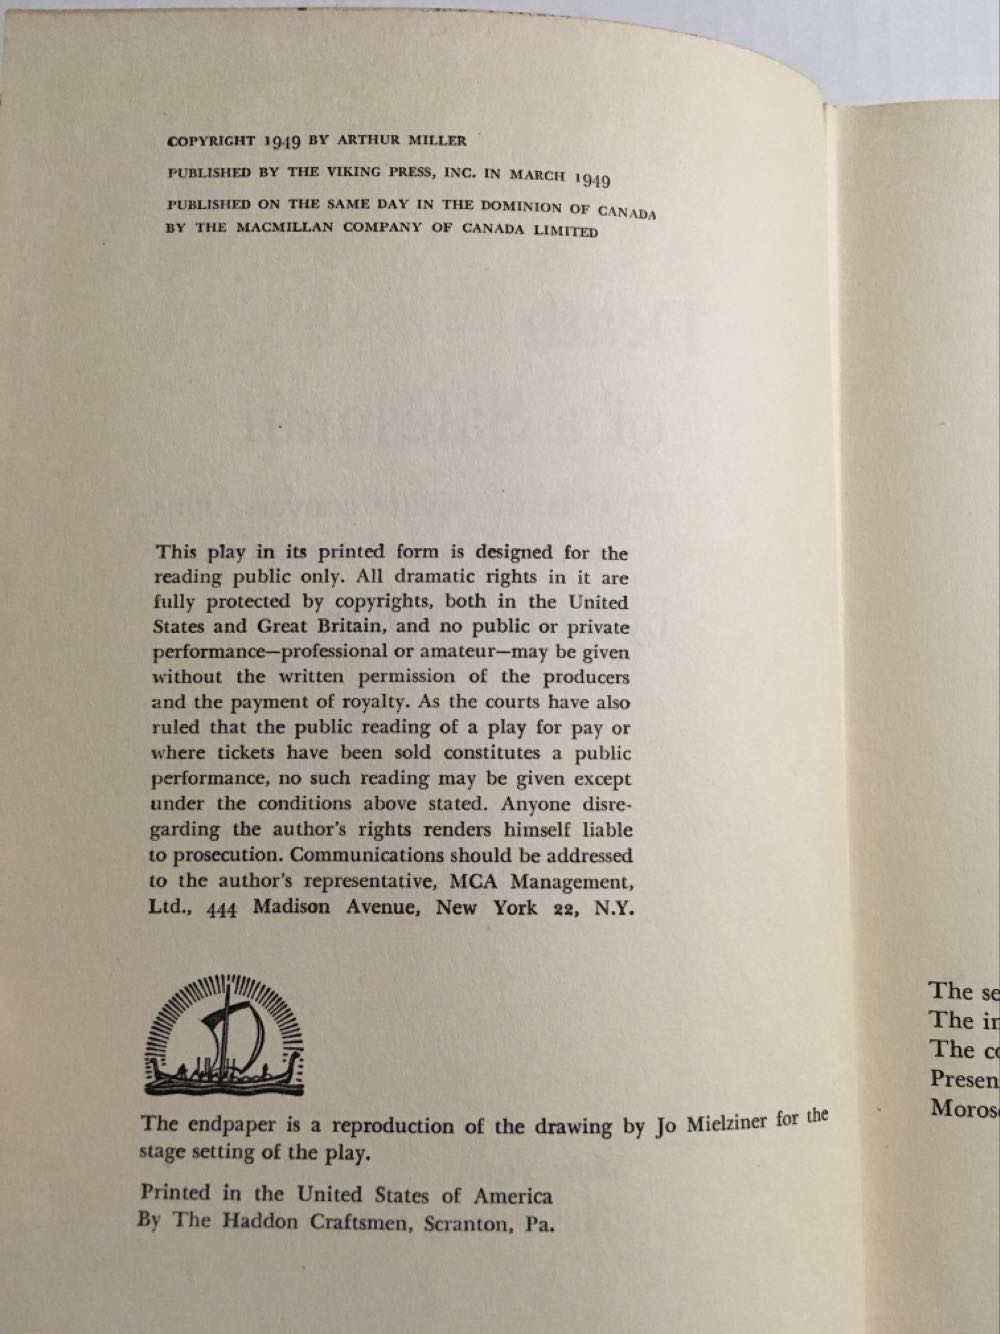 COPYRIGHT 1949 BY ARTHUR MILLER
PUBLISHED BY THE VIKING PRESS, INC. IN MARCH 1949
PUBLISHED ON THE SAME DAY IN THE DOMINION OF CANADA
BY THE MACMILLAN COMPANY OF CANADA LIMITED
This play in its printed form is designed for the
reading public only. All dramatic rights in it are
fully protected by copyrights, both in the United
States and Great Britain, and no public or private
performance—professional or amateur—may be given
without the written permission of the producers
and the payment of royalty. As the courts have also
ruled that the public reading of a play for pay or
where tickets have been sold constitutes a public
performance, no such reading may be given except
under the conditions above stated. Anyone disre-
garding the author's rights renders himself liable
to prosecution. Communications should be addressed
to the author's representative, MCA Management,
Ltd., 444 Madison Avenue, New York 22, N.Y.
The endpaper is a reproduction of the drawing by Jo Mielziner for the
stage setting of the play.
Printed in the United States of America
By The Haddon Craftsmen, Scranton, Pa.
The se
The in
The co
Presen
Moros